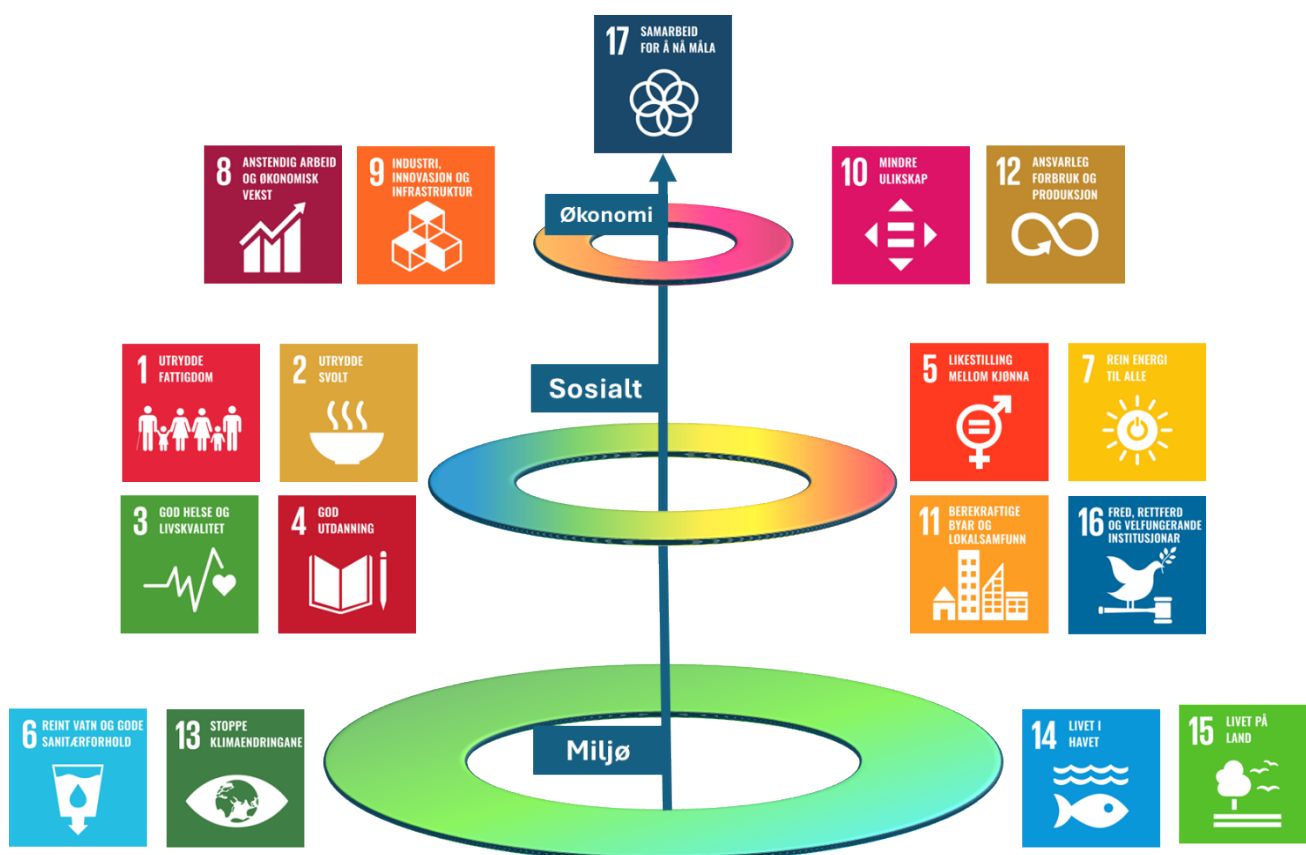 17 SAMARBEID
FOR Å NÅ MÅLA
8 ANSTENDIG ARBEID
OG ØKONOMISK
VEKST
9 INDUSTRI,
INNOVASJON OG
INFRASTRUKTUR
Økonomi
10 MINDRE
ULIKSKAP
12 ANSVARLEG
FORBRUK OG
PRODUKSJON
1 UTRYDDE
FATTIGDOM
2 UTRYDDE
SVOLT
Sosialt
5 LIKESTILLING
MELLOM KJØNNA
7 REIN ENERGI
TIL ALLE
3 GOD HELSE OG
LIVSKVALITET
4 GOD
UTDANNING
11 BEREKRAFTIGE
BYAR OG
LOKALSAMFUNN
16 FRED, RETTFERD
OG VELFUNGERANDE
INSTITUSJONAR
6 REINT VATN OG GODE
SANITÆRFORHOLD
13 STOPPE
KLIMAENDRINGANE
Miljø
14 LIVET I
HAVET
15 LIVET PÅ
LAND